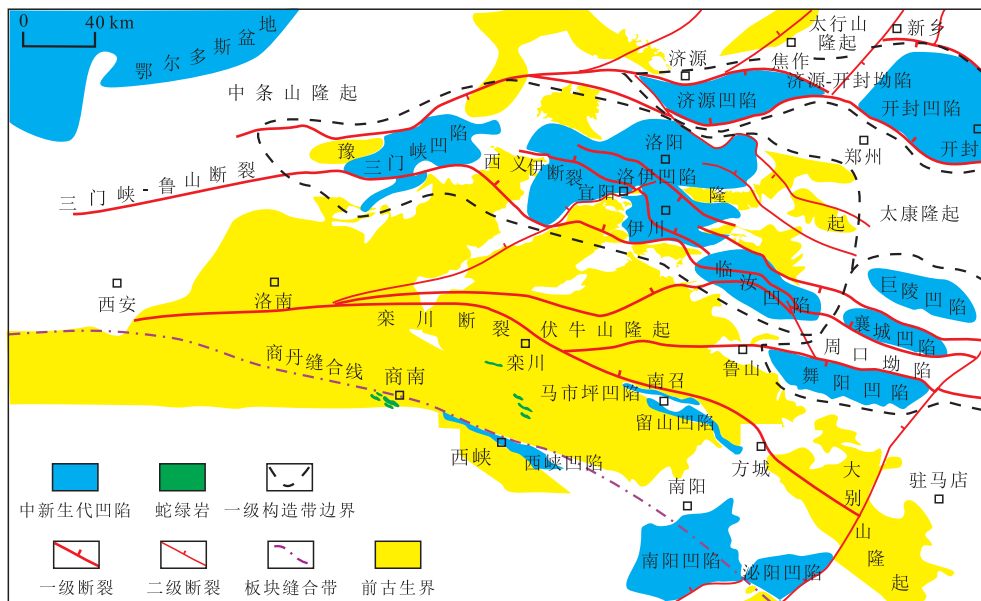 0 40 km
鄂尔多斯盆地
太行山
隆起
新乡
焦作
济源
济源-开封坳陷
济源凹陷
开封凹陷
开封
中条山隆起
郑州
豫
三门峡凹陷
西义
隆
起
洛阳
伊断裂
洛伊凹陷
宜阳
伊川
三门峡-鲁山断裂
太康隆起
西安
洛南
临汝凹陷
巨陵凹陷
襄城凹陷
栾川断裂
伏牛山隆起
周口坳陷
栾川
鲁山
舞阳凹陷
商丹缝合线
商南
马市坪凹陷
南召
留山凹陷
西峡
西峡凹陷
方城
大别山隆起
驻马店
南阳
南阳凹陷
泌阳凹陷
中新生代凹陷
蛇绿岩
一级构造带边界
一级断裂
二级断裂
板块缝合带
前古生界